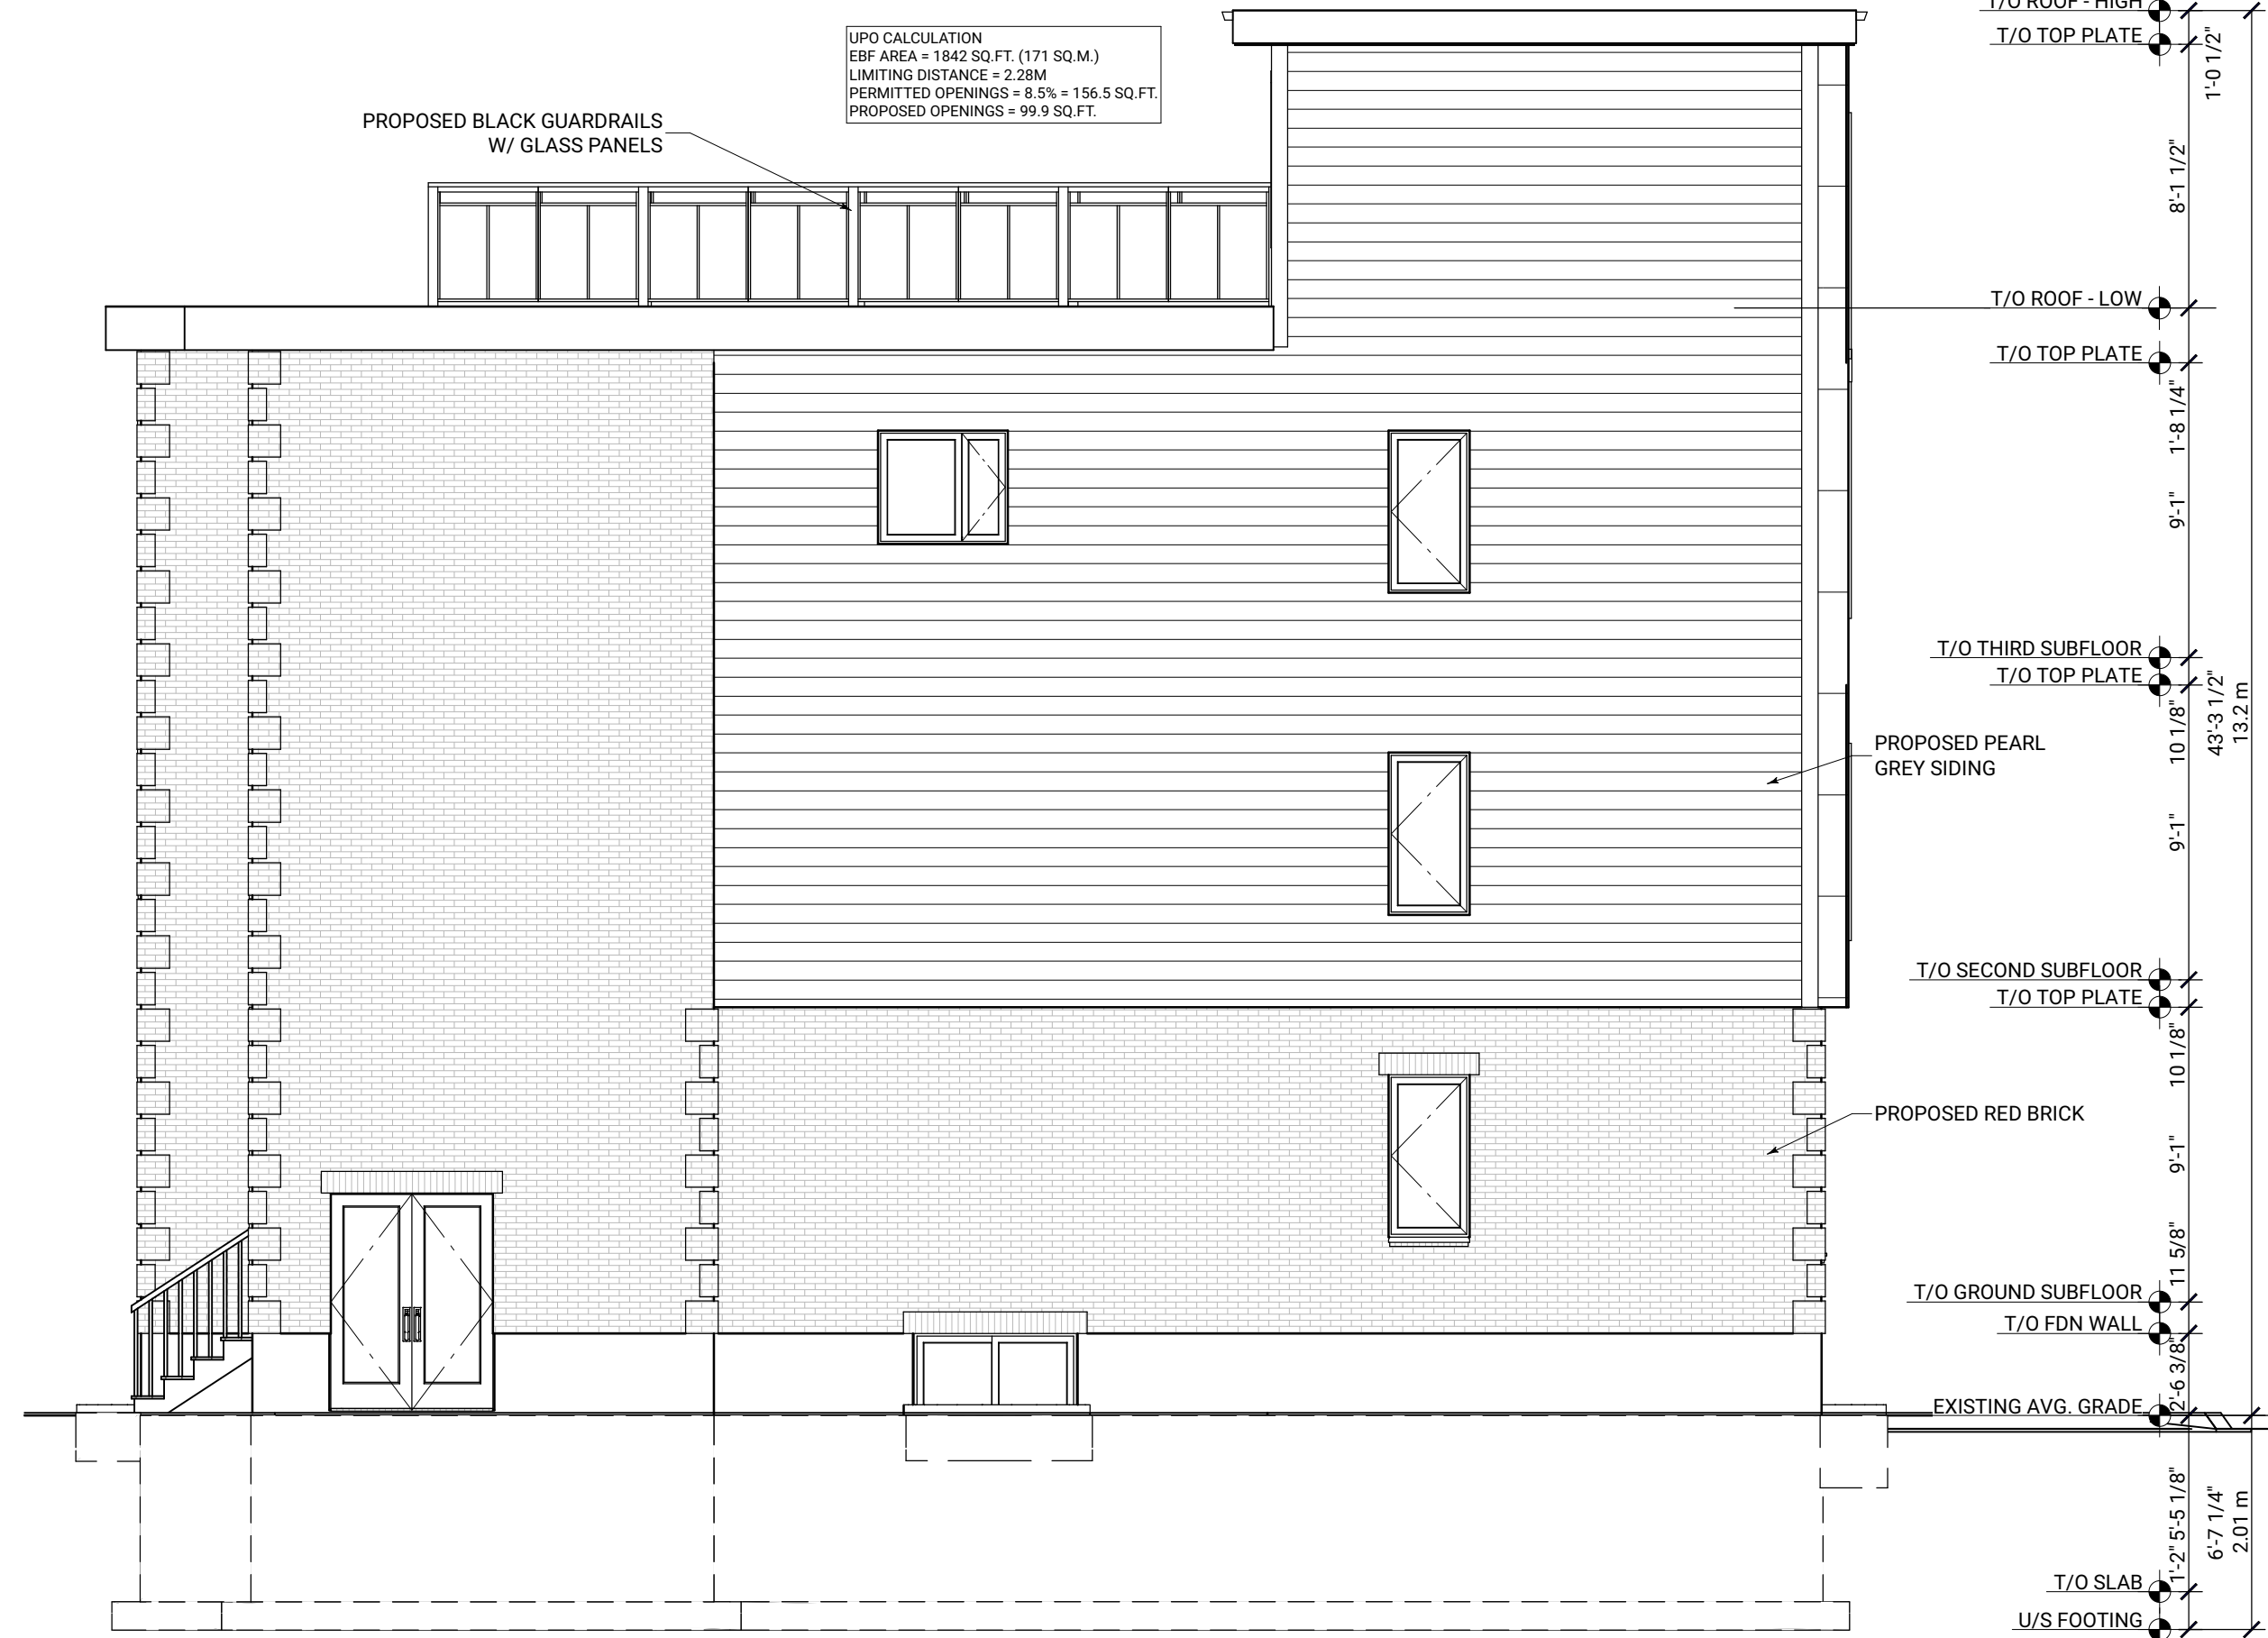 T/O ROOF - HIGH
UPO CALCULATION
EBF AREA = 1842 SQ.FT. (171 SQ.M.)
LIMITING DISTANCE = 2.28M
PERMITTED OPENINGS = 8.5% = 156.5 SQ.FT.
PROPOSED OPENINGS = 99.9 SQ.FT.
T/O TOP PLATE
1'-0 1/2"
PROPOSED BLACK GUARDRAILS
W/ GLASS PANELS
8'-1 1/2"
T/O ROOF - LOW
T/O TOP PLATE
1'-8 1/4"
9'-1"
T/O THIRD SUBFLOOR
T/O TOP PLATE
10 1/8"
43'-3 1/2"
13.2 m
PROPOSED PEARL
GREY SIDING
9'-1"
T/O SECOND SUBFLOOR
T/O TOP PLATE
10 1/8"
PROPOSED RED BRICK
9'-1"
11 5/8"
T/O GROUND SUBFLOOR
T/O FDN WALL
2'-6 3/8"
EXISTING AVG. GRADE
5'-5 1/8"
6'-7 1/4"
2.01 m
1'-2"
T/O SLAB
U/S FOOTING